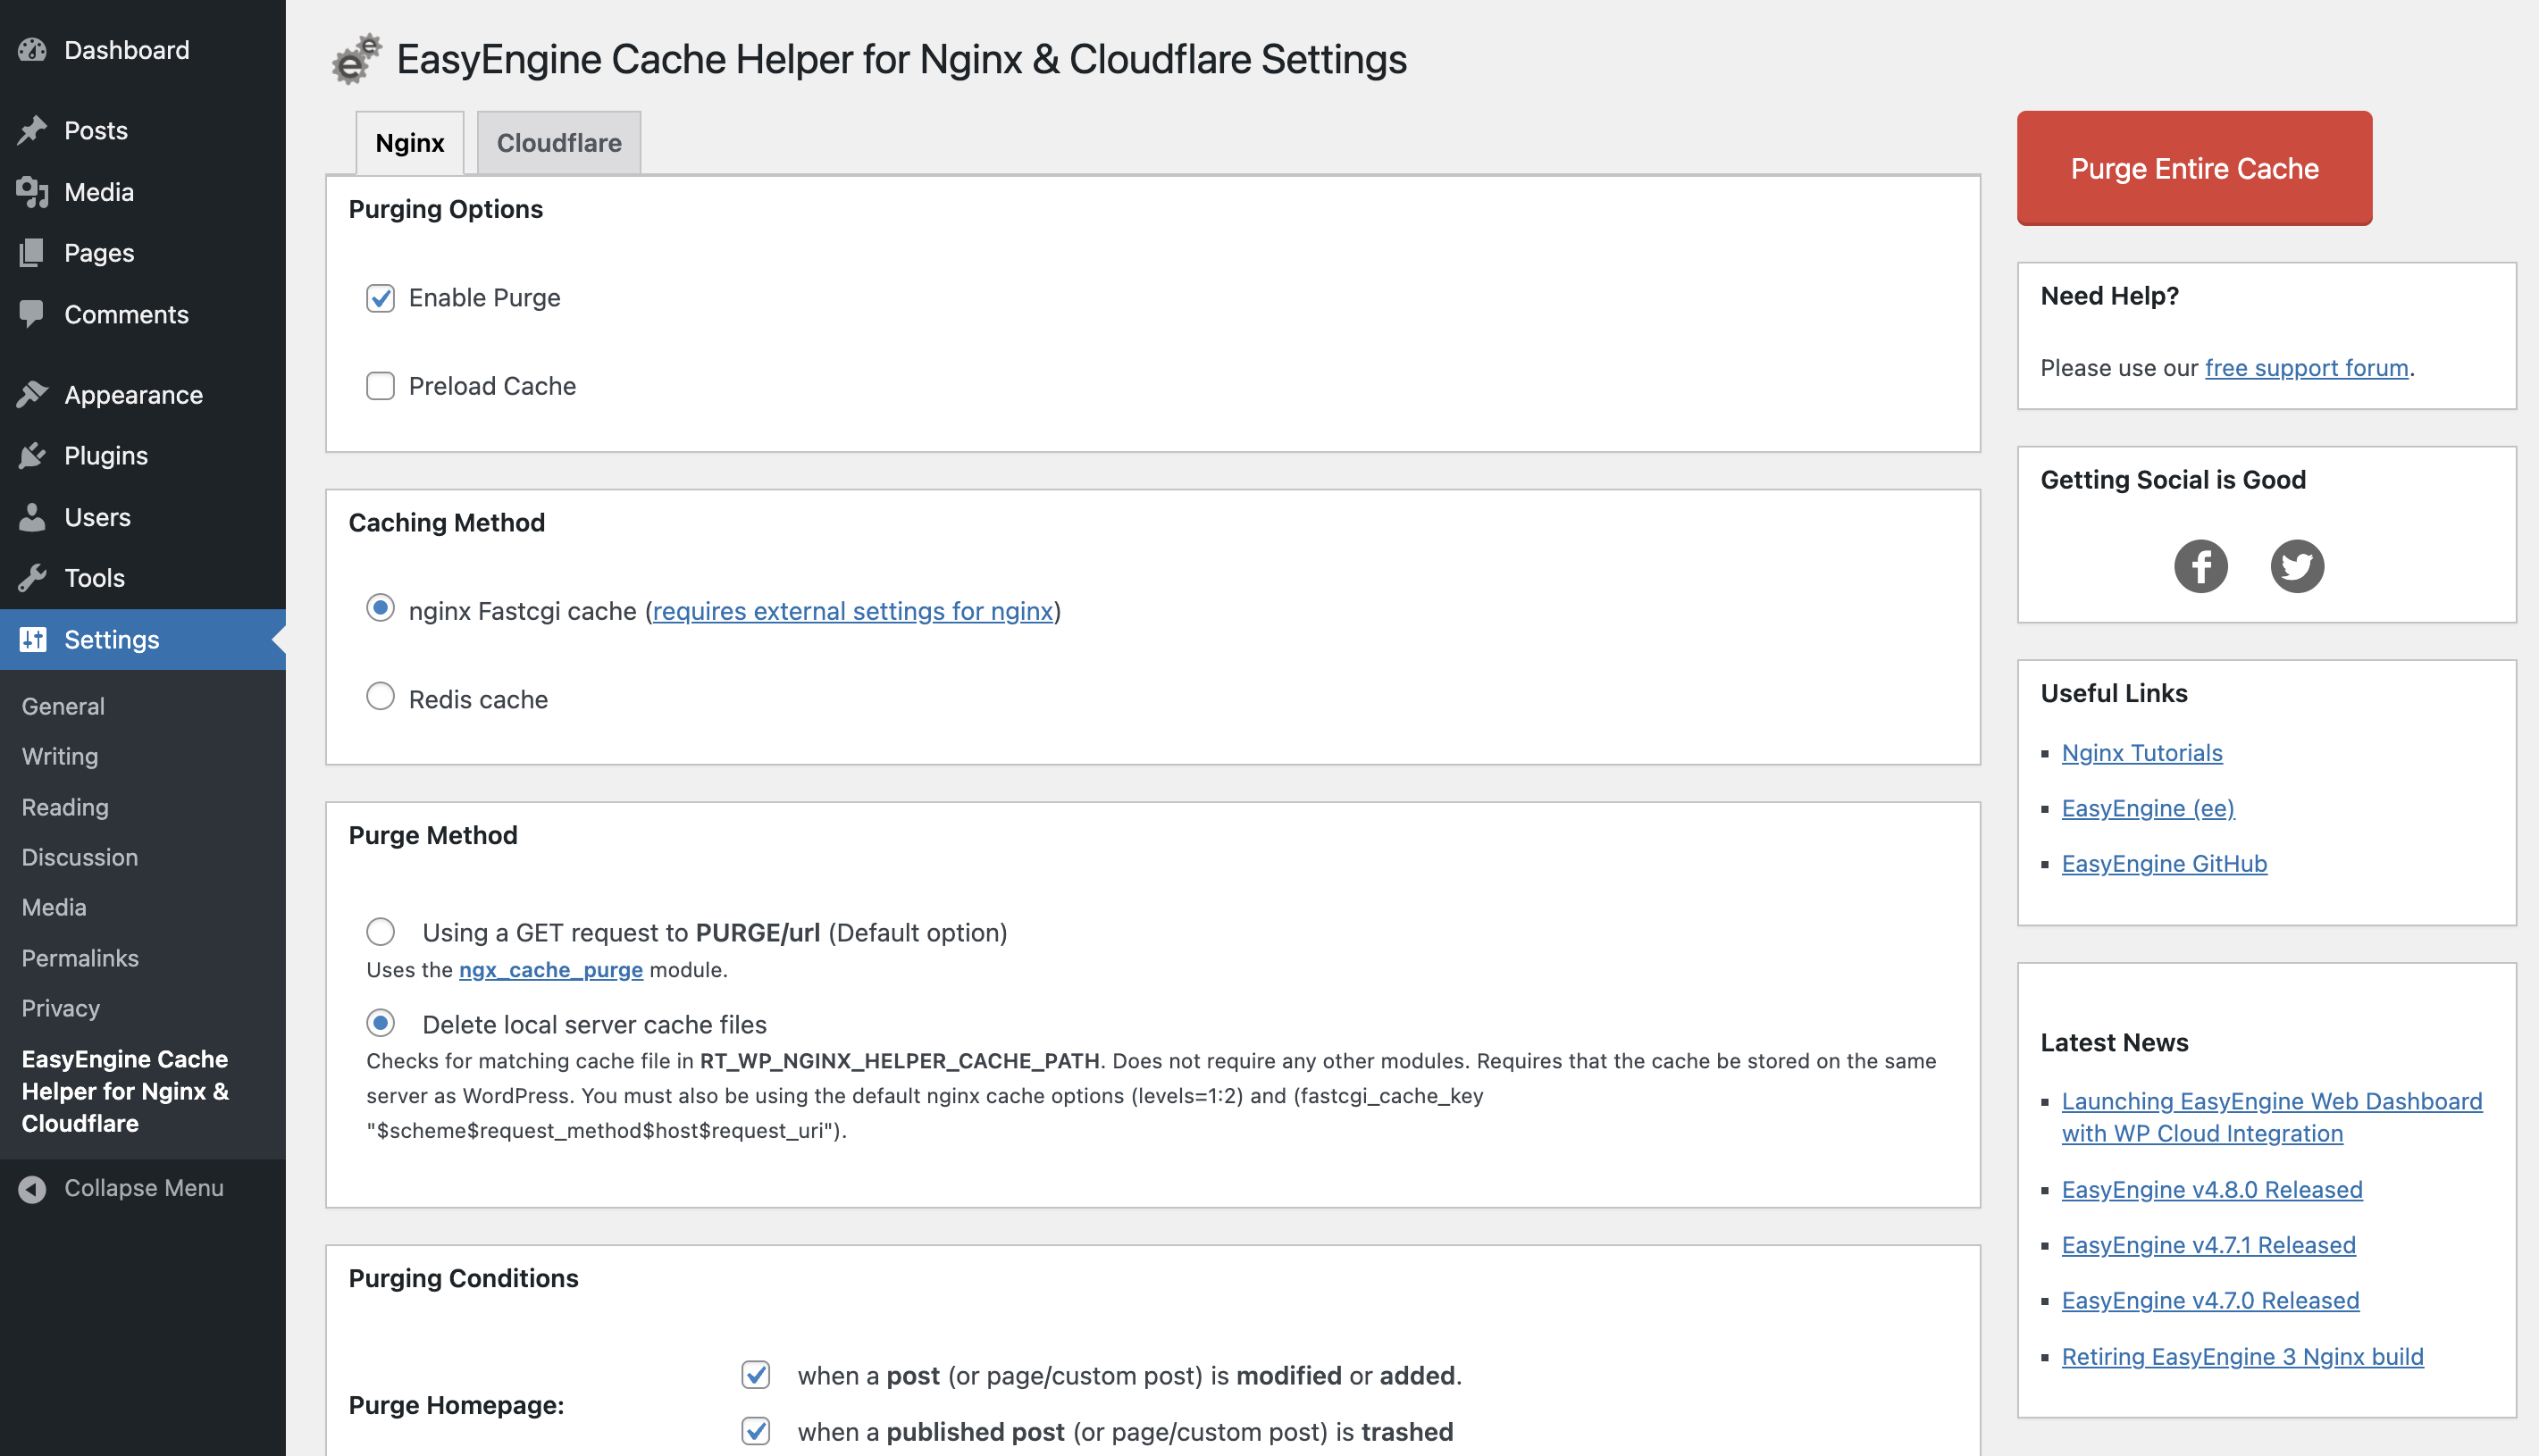 Dashboard
Posts
Media
Pages
Comments
Appearance
Plugins
Users
Tools
Settings
General
Writing
Reading
Discussion
Media
Permalinks
Privacy
EasyEngine Cache
Helper for Nginx &
Cloudflare
Collapse Menu
EasyEngine Cache Helper for Nginx & Cloudflare Settings
Nginx
Cloudflare
Purging Options
Enable Purge
Preload Cache
Caching Method
nginx Fastcgi cache (requires external settings for nginx)
Redis cache
Purge Method
Using a GET request to PURGE/url (Default option)
Uses the ngx_cache_purge module.
Delete local server cache files
Checks for matching cache file in RT_WP_NGINX_HELPER_CACHE_PATH. Does not require any other modules. Requires that the cache be stored on the same
server as WordPress. You must also be using the default nginx cache options (levels=1:2) and (fastcgi_cache_key
"$scheme$request_method$host$request_uri").
Purging Conditions
Purge Homepage:
when a post (or page/custom post) is modified or added.
when a published post (or page/custom post) is trashed
Purge Entire Cache
Need Help?
Please use our free support forum.
Getting Social is Good
Useful Links
Nginx Tutorials
EasyEngine (ee)
EasyEngine GitHub
Latest News
Launching EasyEngine Web Dashboard
with WP Cloud Integration
EasyEngine v4.8.0 Released
EasyEngine v4.7.1 Released
EasyEngine v4.7.0 Released
Retiring EasyEngine 3 Nginx build